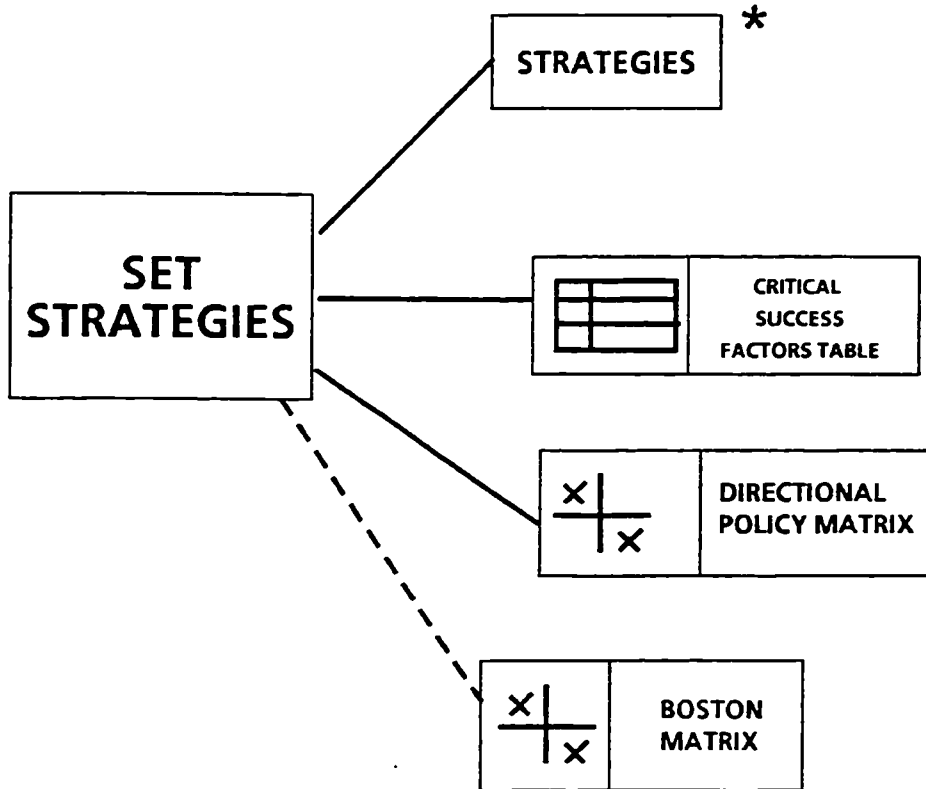 STRATEGIES *
SET
STRATEGIES
CRITICAL
SUCCESS
FACTORS TABLE
DIRECTIONAL
POLICY MATRIX
BOSTON
MATRIX